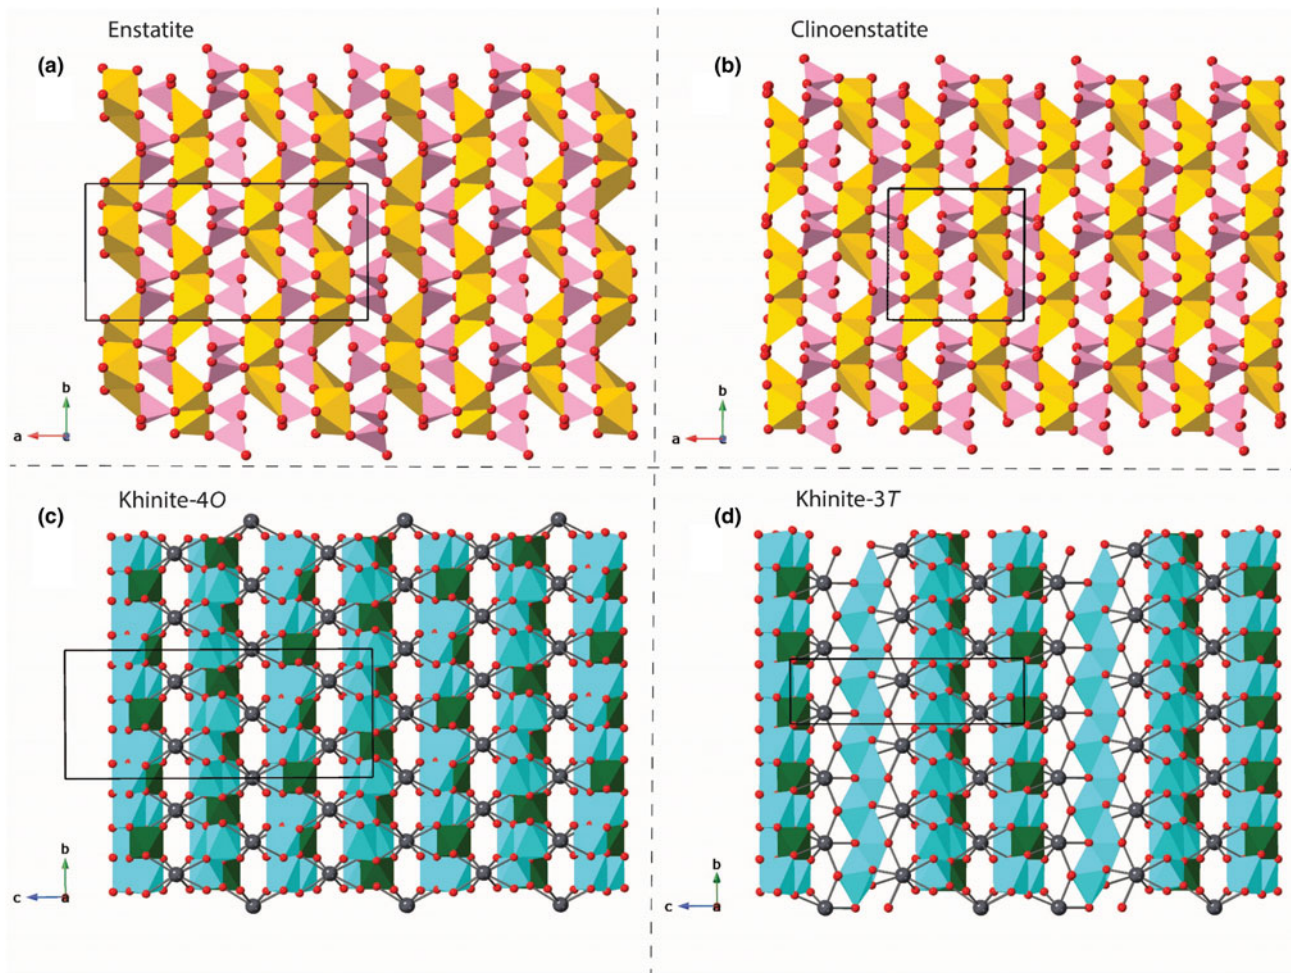 Enstatite
(a)
b
a
Clinoenstatite
(b)
b
a
Khinite-4O
(c)
b
c
a
Khinite-3T
(d)
b
c
a